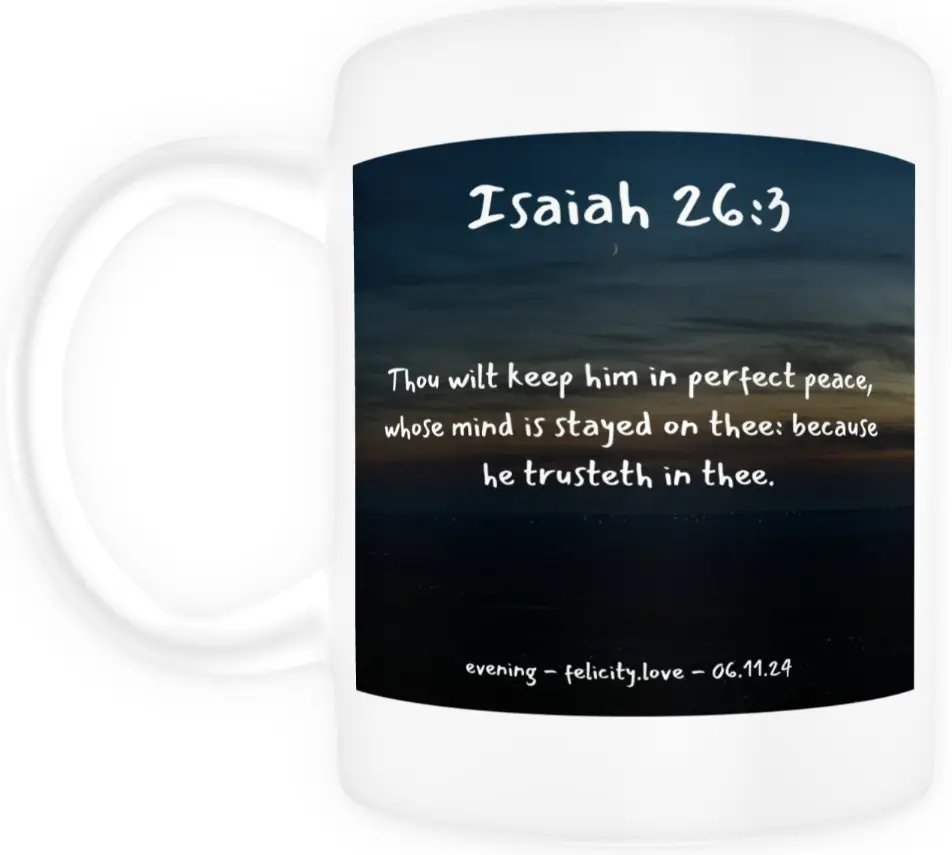 Isaiah 26:3
Thou wilt keep him in perfect peace,
whose mind is stayed on thee: because
he trusteth in thee.
evening – felicity.love – 06.11.24